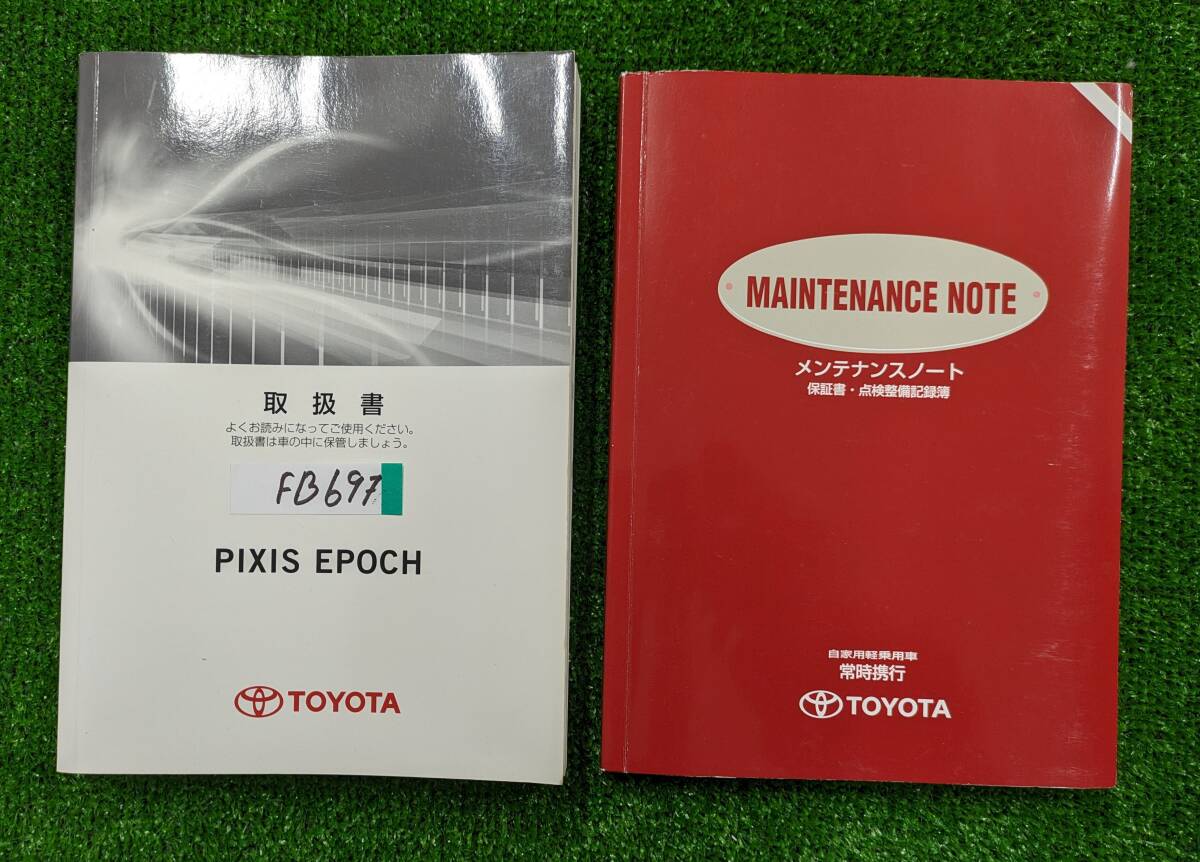 取扱書
よくお読みになってご使用ください。
取扱書は車の中に保管しましょう。
FB697
PIXIS EPOCH
TOYOTA
MAINTENANCE NOTE
メンテナンスノート
保証書・点検整備記録簿
自家用軽乗用車
常時携行
TOYOTA